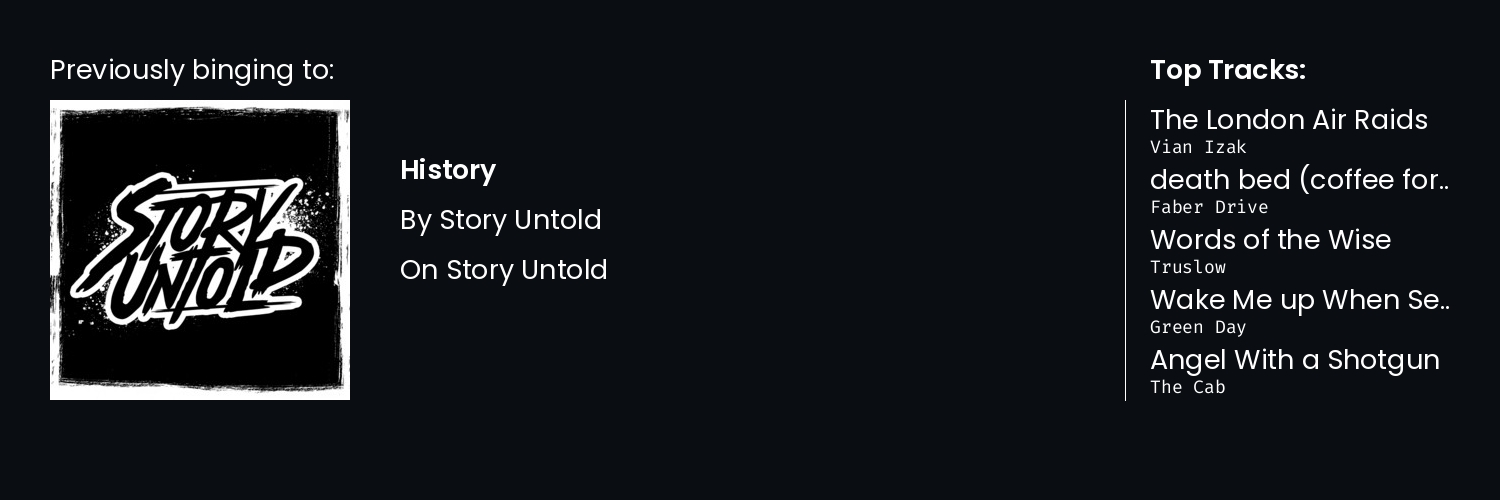 Previously binging to:
STORY
UNTOLD
History
By Story Untold
On Story Untold
Top Tracks:
The London Air Raids
Vian Izak
death bed (coffee for..
Faber Drive
Words of the Wise
Truslow
Wake Me up When Se..
Green Day
Angel With a Shotgun
The Cab